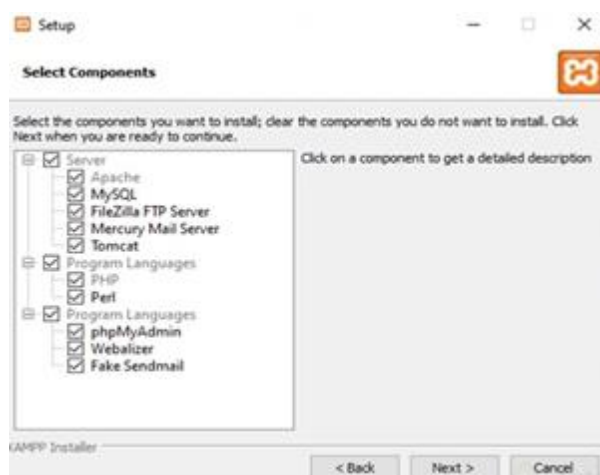 Setup
Select Components
Select the components you want to install; clear the components you do not want to install. Click
Next when you are ready to continue.
Server
Apache
MySQL
FileZilla FTP Server
Mercury Mail Server
Tomcat
Program Languages
PHP
Perl
Program Languages
phpMyAdmin
Webalizer
Fake Sendmail
Click on a component to get a detailed description
XAMPP Installer
< Back
Next >
Cancel